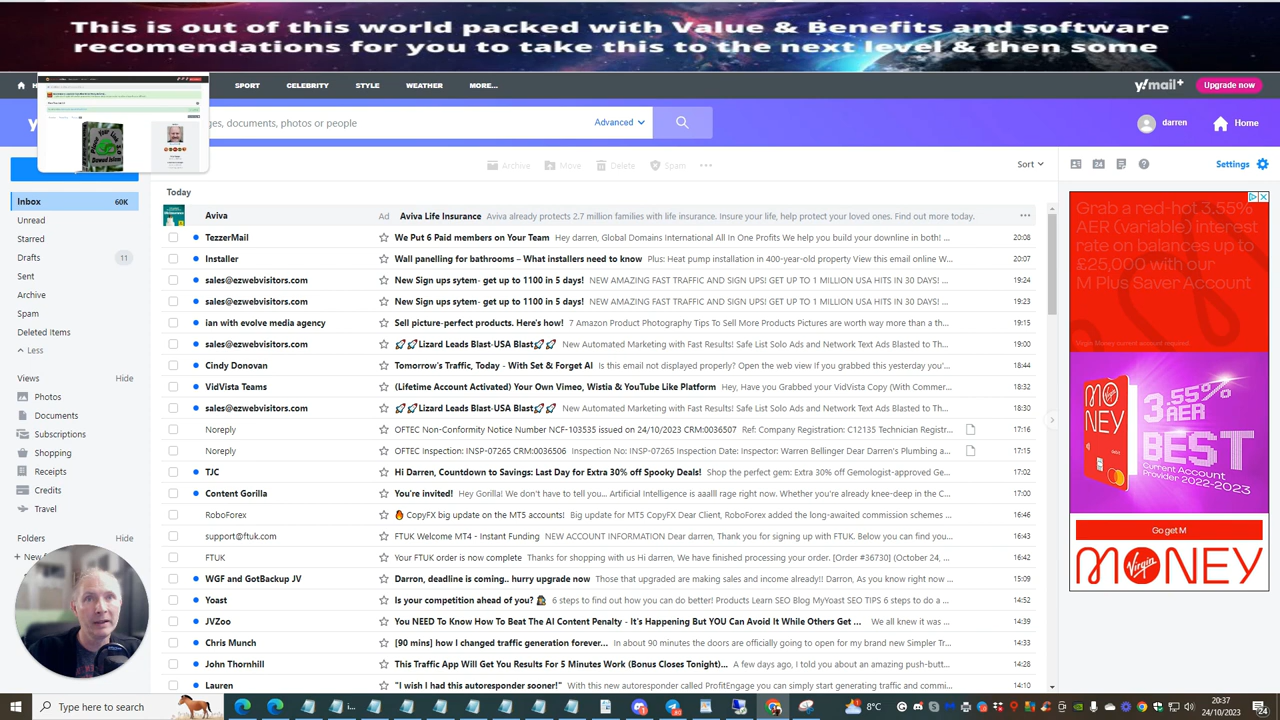 This is out of this world packed with Value & Benefits and software
recomendations for you to take this to the next level & then some
SPORT
CELEBRITY
STYLE
WEATHER
MORE...
y!mail+
Upgrade now
ges, documents, photos or people
Advanced
darren
Home
Archive
Move
Delete
Spam
Sort
Settings
Inbox 60K
Unread
Starred
Drafts 11
Sent
Archive
Spam
Deleted Items
Less
Views Hide
Photos
Documents
Subscriptions
Shopping
Receipts
Credits
Travel
Folders Hide
Today
Aviva Ad Aviva Life Insurance Aviva already protects 2.7 million families with life insurance. Insure your life, help protect your loved ones. Find out more today.
TezzerMail We Put 6 Paid members on Your Team Hey darren, Global Domains International All In One Profits We help you build your downline in both! ... 20:08
Installer Wall panelling for bathrooms – What installers need to know Plus: Heat pump installation in 400-year-old property View this email online W... 20:07
sales@ezwebvisitors.com New Sign ups sytem- get up to 1100 in 5 days! NEW AMAZING FAST TRAFFIC AND SIGN UPS! GET UP TO 1 MILLION USA HITS IN 30 DAYS! ... 19:24
sales@ezwebvisitors.com New Sign ups sytem- get up to 1100 in 5 days! NEW AMAZING FAST TRAFFIC AND SIGN UPS! GET UP TO 1 MILLION USA HITS IN 30 DAYS! ... 19:23
ian with evolve media agency Sell picture-perfect products. Here's how! 7 Amazon Product Photography Tips To Sell More Products Pictures are worth way more than a th... 19:15
sales@ezwebvisitors.com 🚀🚀Lizard Leads Blast-USA Blast🚀🚀 New Automated Marketing with Fast Results! Safe List Solo Ads and Network Text Ads Blasted to Th... 19:00
Cindy Donovan Tomorrow's Traffic, Today - With Set & Forget AI Is this email not displayed properly? Open the web view If you grabbed this yesterday you'... 18:44
VidVista Teams (Lifetime Account Activated) Your Own Vimeo, Wistia & YouTube Like Platform Hey, Have you Grabbed your VidVista Copy (With Commer... 18:32
sales@ezwebvisitors.com 🚀🚀Lizard Leads Blast-USA Blast🚀🚀 New Automated Marketing with Fast Results! Safe List Solo Ads and Network Text Ads Blasted to Th... 18:30
Noreply OFTEC Non-Conformity Notice Number NCF-103535 issued on 24/10/2023 CRM:0036507 Ref: Company Registration: C12135 Technician Registr... 17:16
Noreply OFTEC Inspection: INSP-07265 CRM:0036506 Inspection No: INSP-07265 Inspection Date: Inspector: Warren Bellinger Dear Darren's Plumbing a... 17:15
TJC Hi Darren, Countdown to Savings: Last Day for Extra 30% off Spooky Deals! Shop the perfect gem: Extra 30% off Gemologist-approved Ge... 17:02
Content Gorilla You're invited! Hey Gorilla! We don't have to tell you... Artificial Intelligence is aaalll rage right now. Whether you're already knee-deep in the C... 17:00
RoboForex 🔥 CopyFX big update on the MT5 accounts! Big update for MT5 CopyFX Dear Client, RoboForex added the long-awaited commission schemes ... 16:46
support@ftuk.com FTUK Welcome MT4 - Instant Funding NEW ACCOUNT INFORMATION Dear darren, Thank you for signing up with FTUK. Below you can find... 16:43
FTUK Your FTUK order is now complete Thanks for shopping with us Hi darren, We have finished processing your order. [Order #36730] (October 24, ... 16:42
WGF and GotBackup JV Darren, deadline is coming.. hurry upgrade now Those that upgraded are making sales and income already!! Darron, As you know right now ... 15:09
Yoast Is your competition ahead of you? 6 steps to find out how you can do better! Products Learn SEO Blog MyYoast SEO TIPS 6 steps to do a ... 14:52
JVZoo You NEED To Know How To Beat The AI Content Penalty - It's Happening But YOU Can Avoid It While Others Get ... We all knew it was... 14:39
Chris Munch [90 mins] how I changed traffic generation forever... In about 90 minutes the doors are officially going to open for my brand new Simpler Tr... 14:33
John Thornhill This Traffic App Will Get You Results For 5 Minutes Work (Bonus Closes Tonight)... A few days ago, I told you about an amazing push-butt... 14:28
Lauren "I wish I had this autoresponder sooner!" With this new autoresponder called ProfitEngage you can simply start generating traffic and commi... 14:10
Grab a red-hot 3.55%
AER (variable) interest
rate on balances up to
£25,000 with our
M Plus Saver Account
Virgin Money current account required.
MONEY
3.55%
AER
BEST
Current Account
Provider 2022-2023
Go get M
Virgin
MONEY
Type here to search
8°C
20:37
24/10/2023